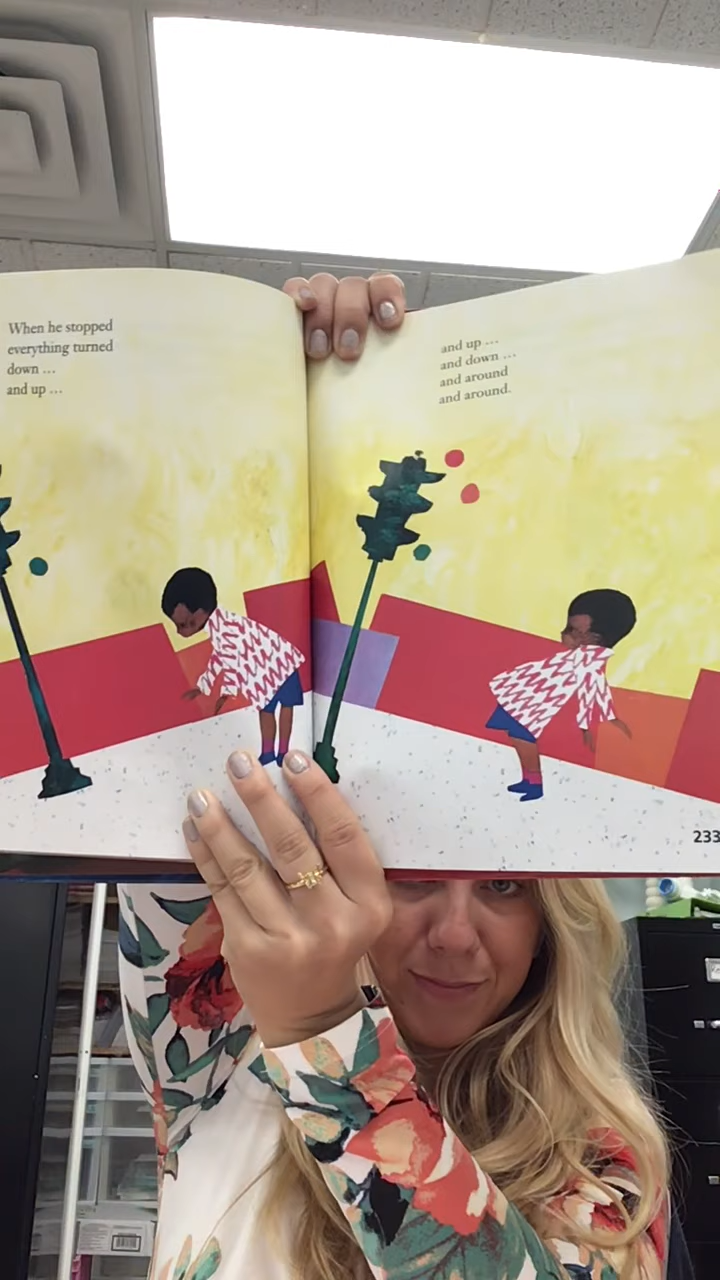 When he stopped
everything turned
down ...
and up ...
and up ...
and down ...
and around
and around.
233